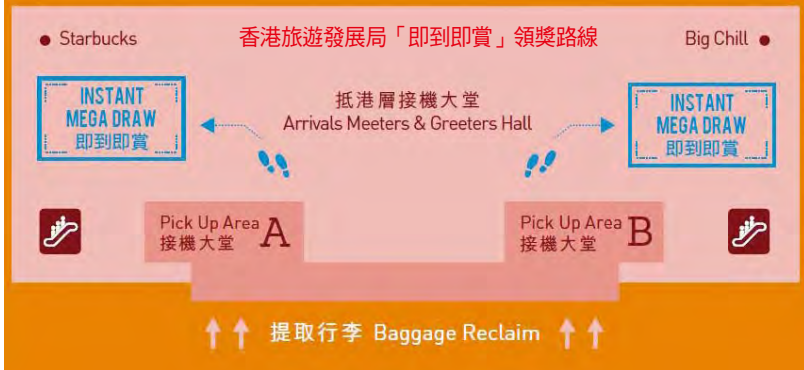 香港旅遊發展局「即到即賞」領獎路線
Starbucks
Big Chill
INSTANT
MEGA DRAW
即到即賞
抵港層接機大堂
Arrivals Meeters & Greeters Hall
INSTANT
MEGA DRAW
即到即賞
Pick Up Area A
接機大堂
Pick Up Area B
接機大堂
提取行李 Baggage Reclaim